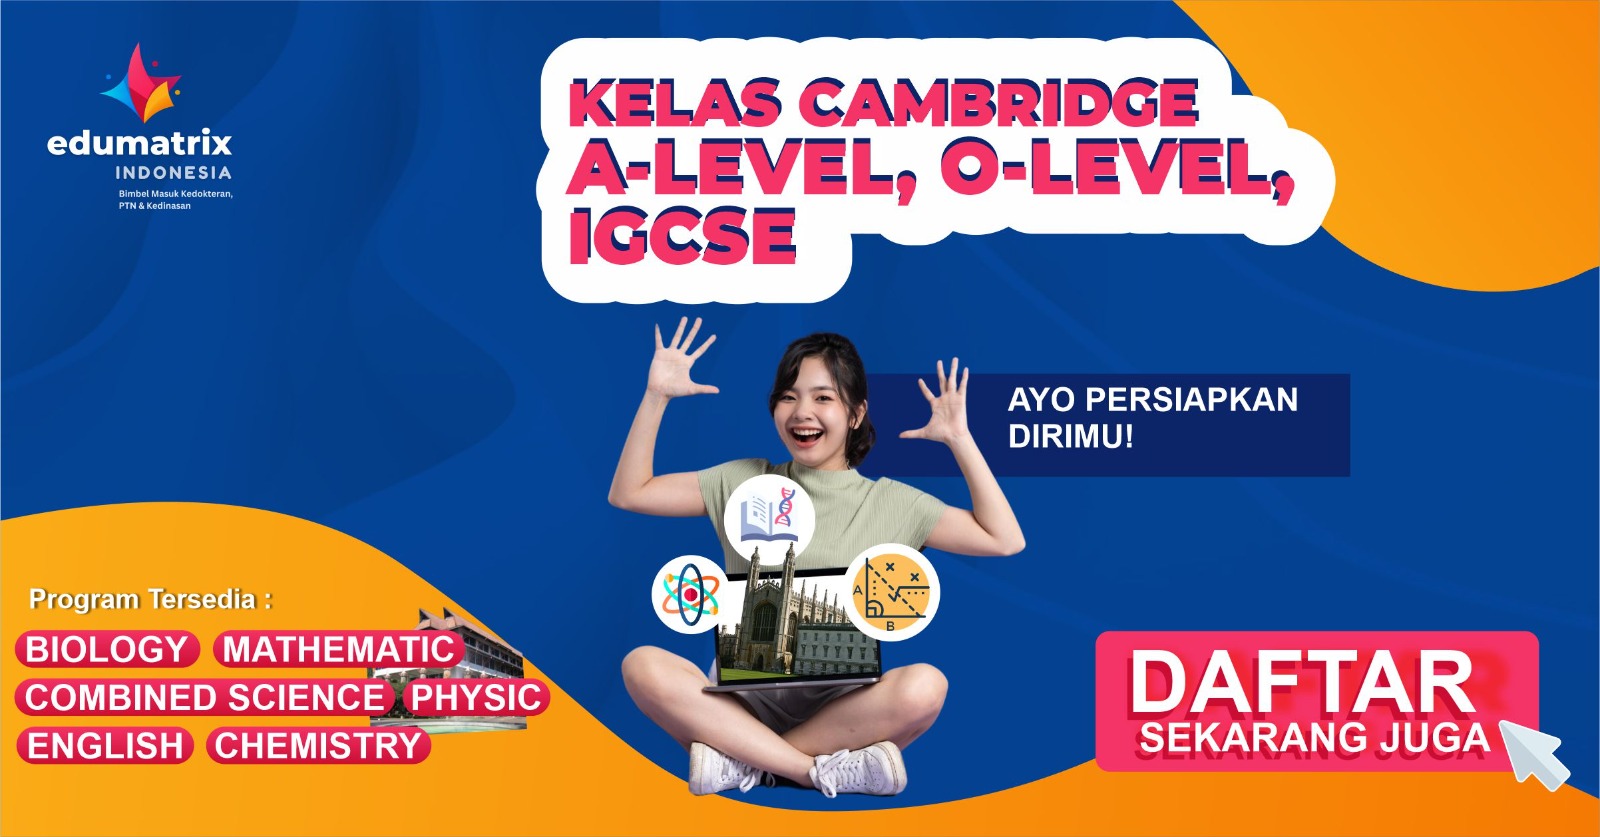 edumatrix
INDONESIA
Bimbel Masuk Kedokteran,
PTN & Kedinasan
KELAS CAMBRIDGE
A-LEVEL, O-LEVEL,
IGCSE
AYO PERSIAPKAN
DIRIMU!
A
B
Program Tersedia :
BIOLOGY MATHEMATIC
COMBINED SCIENCE PHYSIC
ENGLISH CHEMISTRY
DAFTAR
SEKARANG JUGA